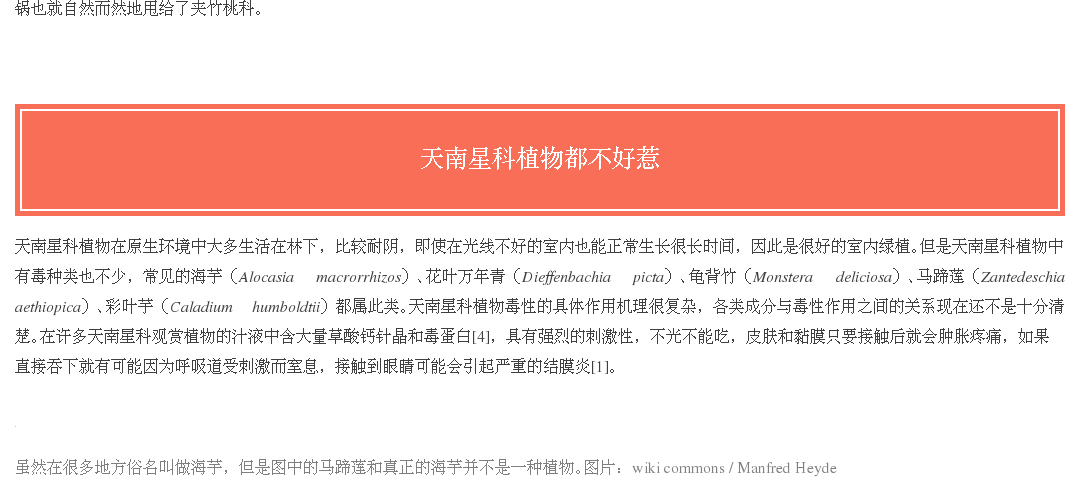 锅也就自然而然地甩给了夹竹桃科。
天南星科植物都不好惹
天南星科植物在原生环境中大多生活在林下，比较耐阴，即使在光线不好的室内也能正常生长很长时间，因此是很好的室内绿植。但是天南星科植物中
有毒种类也不少，常见的海芋（Alocasia macrorrhizos）、花叶万年青（Dieffenbachia picta）、龟背竹（Monstera deliciosa）、马蹄莲（Zantedeschia
aethiopica）、彩叶芋（Caladium humboldtii）都属此类。天南星科植物毒性的具体作用机理很复杂，各类成分与毒性作用之间的关系现在还不是十分清
楚。在许多天南星科观赏植物的汁液中含大量草酸钙针晶和毒蛋白[4]，具有强烈的刺激性，不光不能吃，皮肤和黏膜只要接触后就会肿胀疼痛，如果
直接吞下就有可能因为呼吸道受刺激而窒息，接触到眼睛可能会引起严重的结膜炎[1]。
虽然在很多地方俗名叫做海芋，但是图中的马蹄莲和真正的海芋并不是一种植物。图片：wiki commons / Manfred Heyde